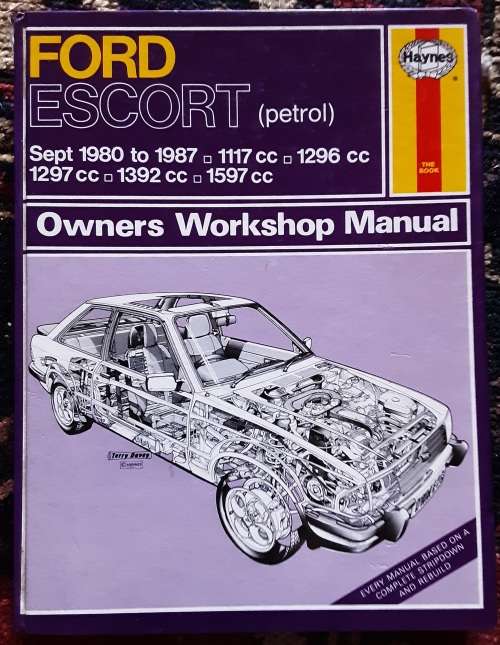 FORD
ESCORT (petrol)
Sept 1980 to 1987 □ 1117 cc □ 1296 cc
1297 cc □ 1392 cc □ 1597 cc
Haynes
®
THE
BOOK
Owners Workshop Manual
Terry Davey
© HAYNES
EVERY MANUAL BASED ON A
COMPLETE STRIPDOWN
AND REBUILD